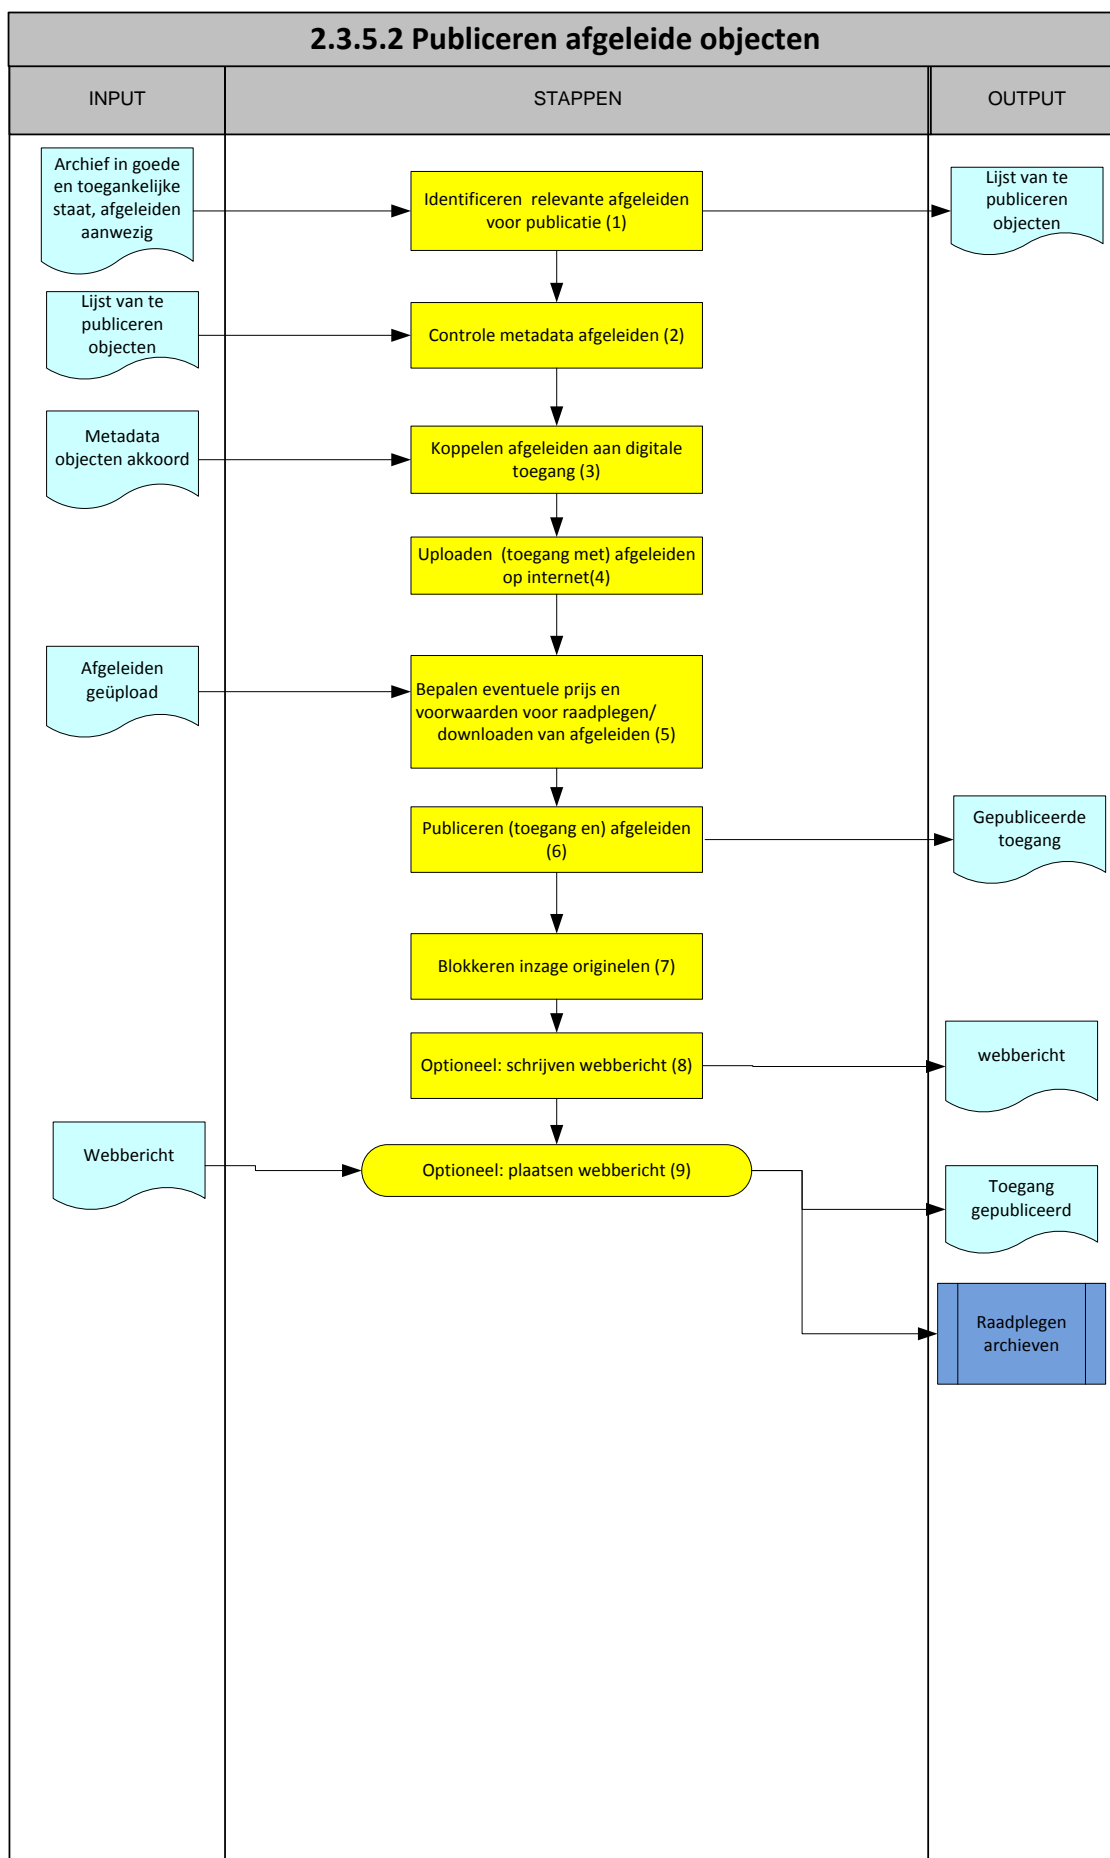 2.3.5.2 Publiceren afgeleide objecten
INPUT
STAPPEN
OUTPUT
Archief in goede
en toegankelijke
staat, afgeleiden
aanwezig
Identificeren relevante afgeleiden
voor publicatie (1)
Lijst van te
publiceren
objecten
Lijst van te
publiceren
objecten
Controle metadata afgeleiden (2)
Metadata
objecten akkoord
Koppelen afgeleiden aan digitale
toegang (3)
Uploaden (toegang met) afgeleiden
op internet(4)
Afgeleiden
geüpload
Bepalen eventuele prijs en
voorwaarden voor raadplegen/
downloaden van afgeleiden (5)
Publiceren (toegang en) afgeleiden
(6)
Gepubliceerde
toegang
Blokkeren inzage originelen (7)
Optioneel: schrijven webbericht (8)
webbericht
Webbericht
Optioneel: plaatsen webbericht (9)
Toegang
gepubliceerd
Raadplegen
archieven